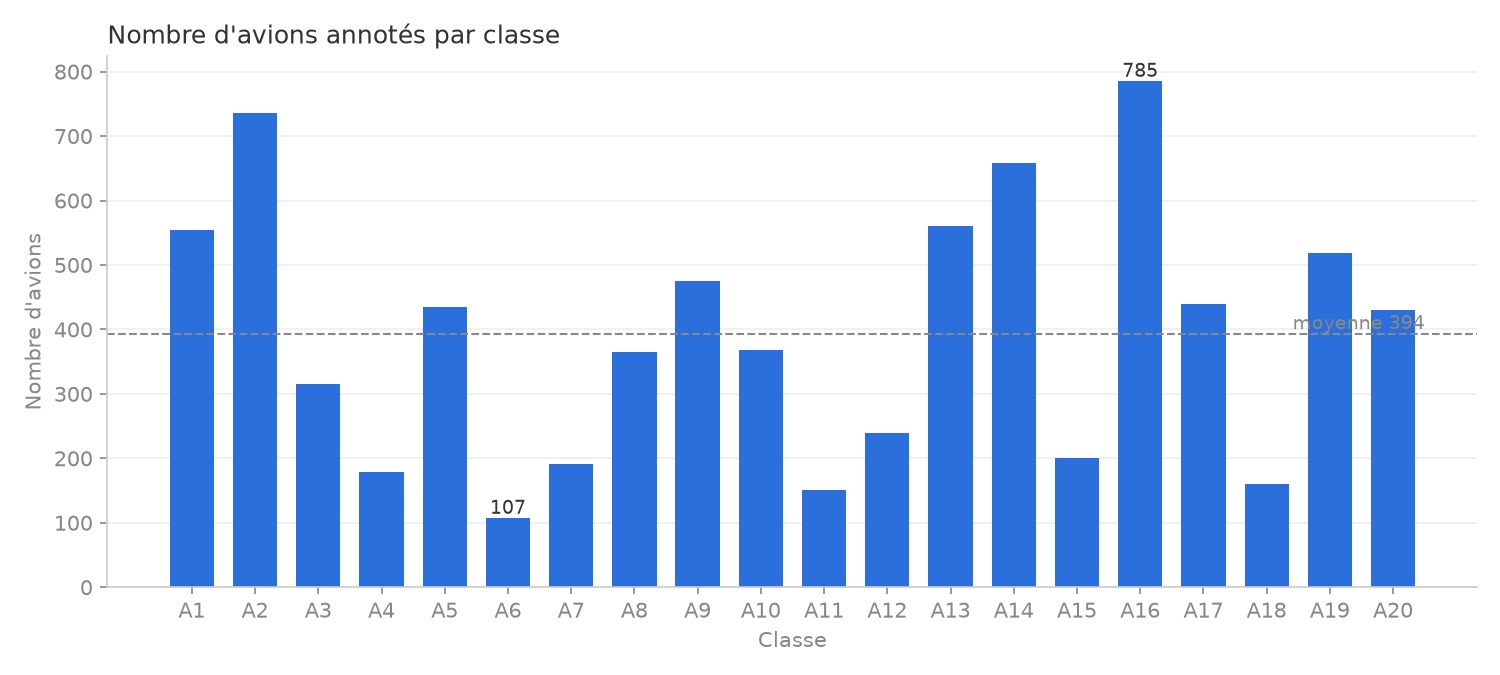 Nombre d'avions annotés par classe
Nombre d'avions
800
700
600
500
400
300
200
100
0
785
107
moyenne 394
A1 A2 A3 A4 A5 A6 A7 A8 A9 A10 A11 A12 A13 A14 A15 A16 A17 A18 A19 A20
Classe